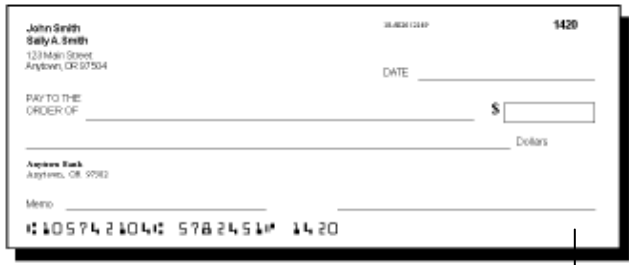 John Smith 1420
Sally A. Smith
123 Main Street
Anytown, OR 97504
DATE
PAY TO THE
ORDER OF $
Dollars
Anytown Bank
Anytown, OR 97502
Memo
⑆105742104⑆ 5782451⑈ 1420